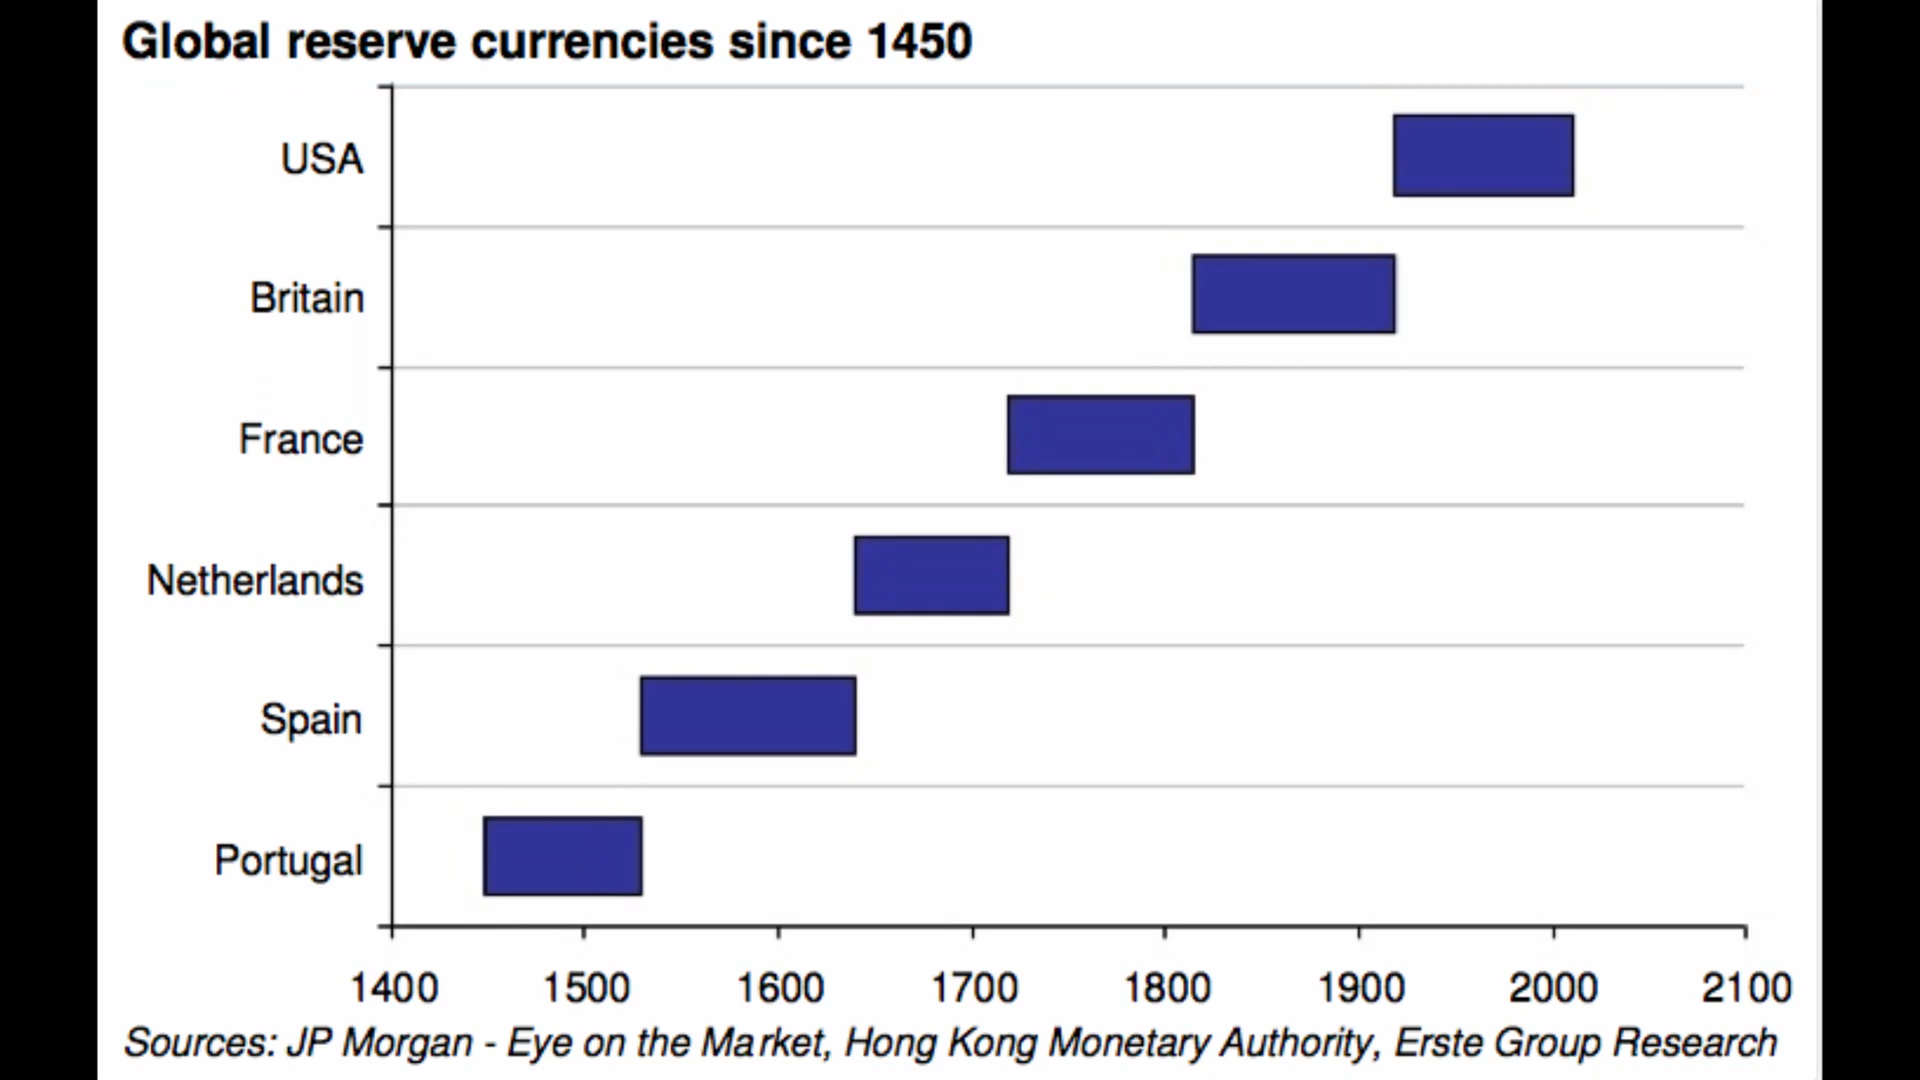 Global reserve currencies since 1450
USA
Britain
France
Netherlands
Spain
Portugal
1400 1500 1600 1700 1800 1900 2000 2100
Sources: JP Morgan - Eye on the Market, Hong Kong Monetary Authority, Erste Group Research